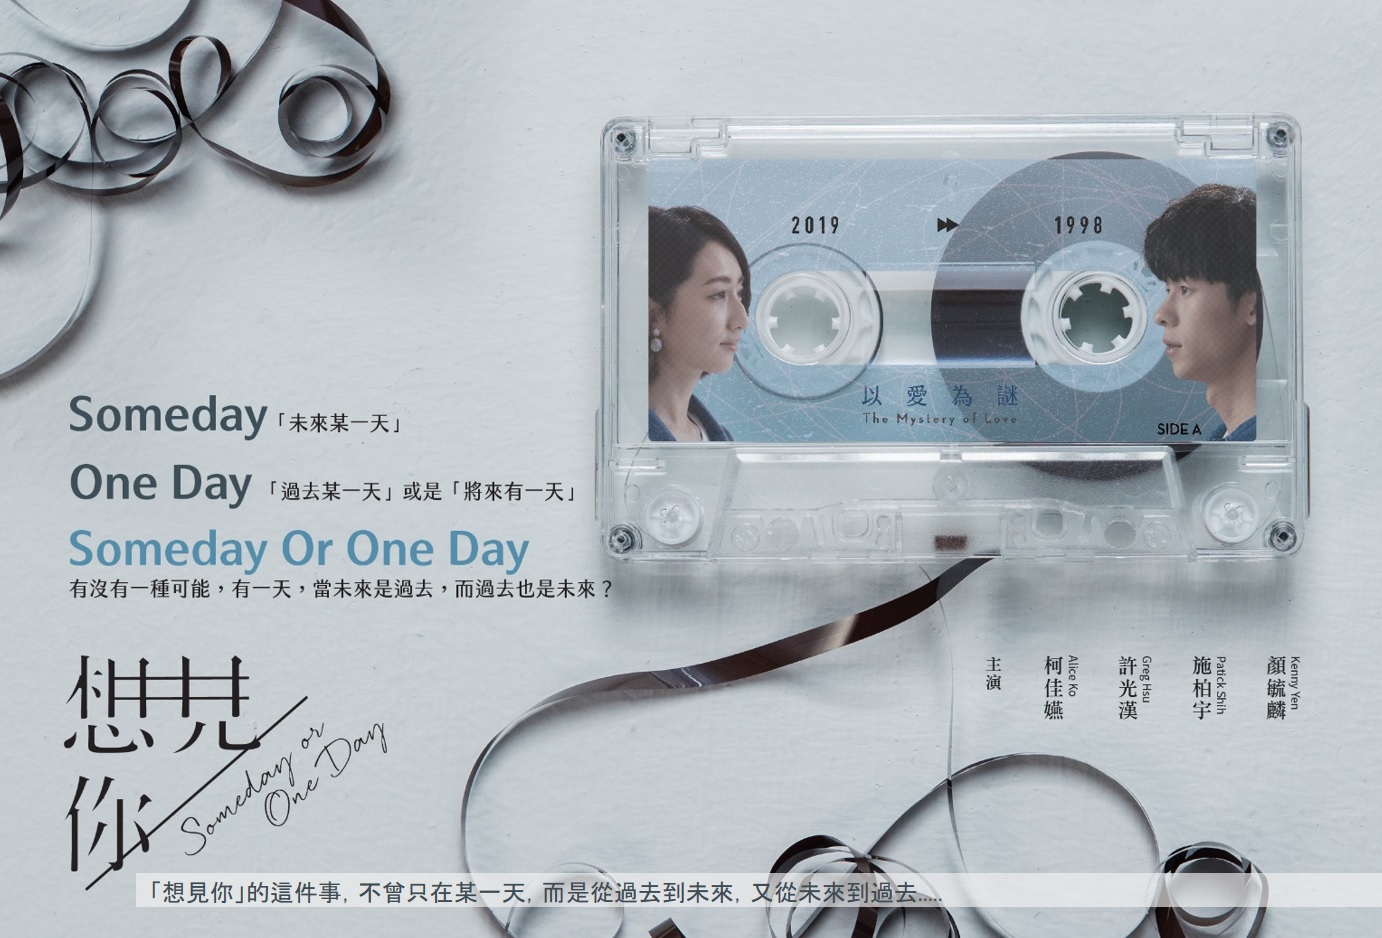 2019
1998
以愛為謎
The Mystery of Love
SIDE A
Someday「未來某一天」
One Day「過去某一天」或是「將來有一天」
Someday Or One Day
有沒有一種可能，有一天，當未來是過去，而過去也是未來？
想見
你
Someday or
One Day
主演
柯佳嬿 Alice Ko
許光漢 Greg Hsu
施柏宇 Patick Shih
顏毓麟 Kenny Yen
「想見你」的這件事, 不曾只在某一天, 而是從過去到未來, 又從未來到過去.....